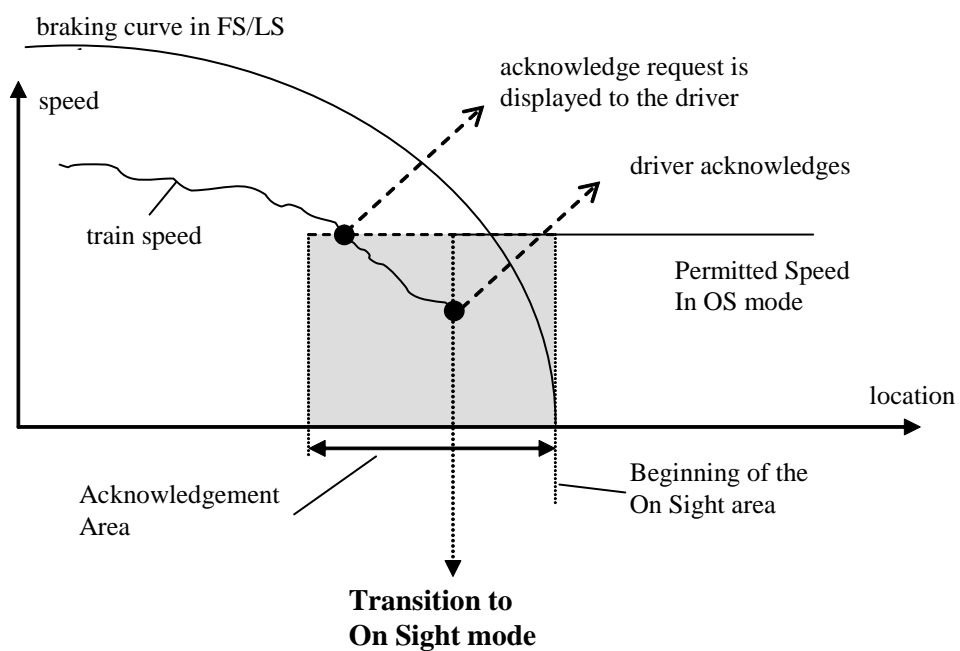 braking curve in FS/LS
acknowledge request is
displayed to the driver
speed
driver acknowledges
train speed
Permitted Speed
In OS mode
location
Acknowledgement
Area
Beginning of the
On Sight area
Transition to
On Sight mode